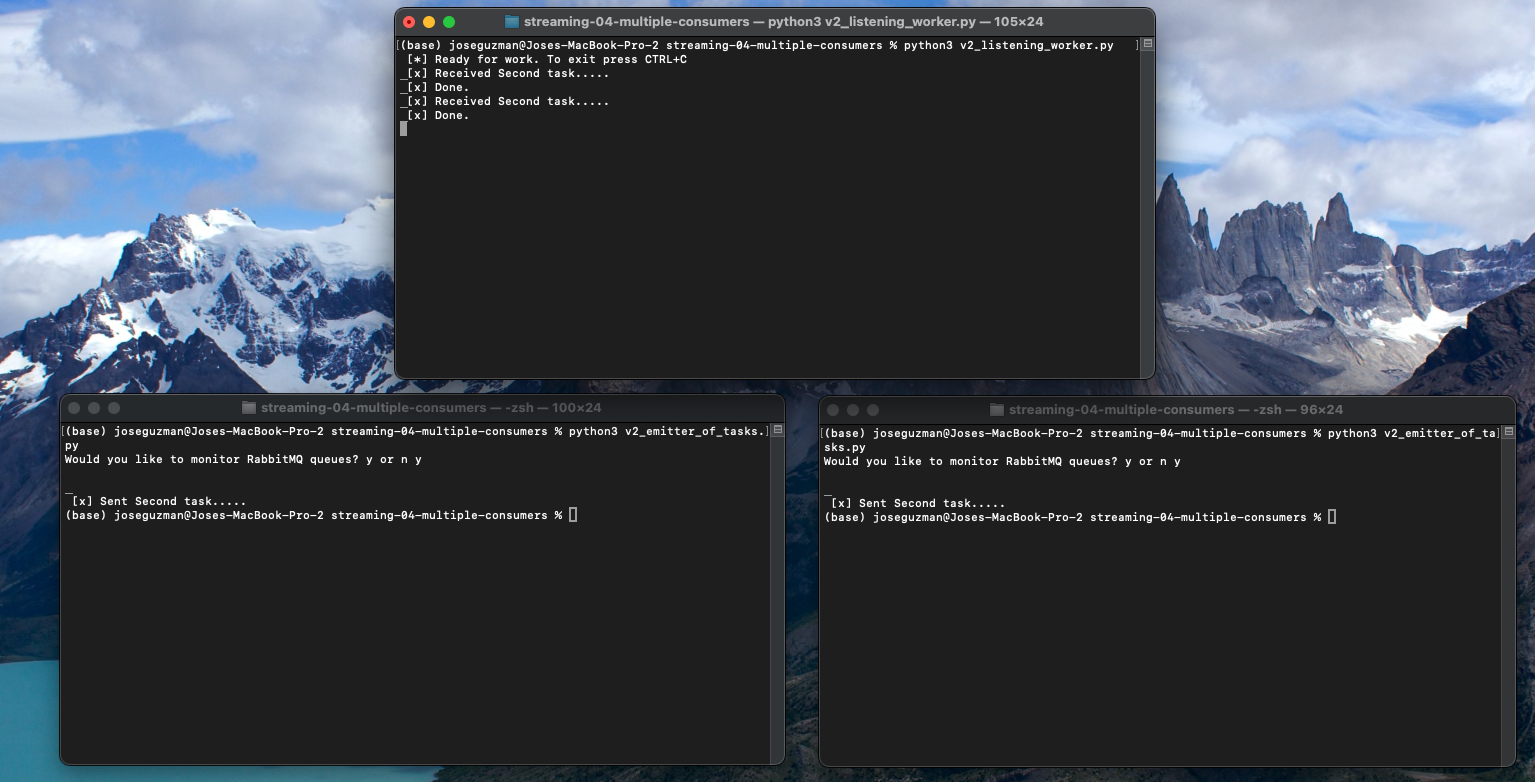 streaming-04-multiple-consumers — python3 v2_listening_worker.py — 105×24
[(base) joseguzman@Joses-MacBook-Pro-2 streaming-04-multiple-consumers % python3 v2_listening_worker.py ]
[*] Ready for work. To exit press CTRL+C
_[x] Received Second task.....
_[x] Done.
_[x] Received Second task.....
_[x] Done.
streaming-04-multiple-consumers — -zsh — 100×24
[(base) joseguzman@Joses-MacBook-Pro-2 streaming-04-multiple-consumers % python3 v2_emitter_of_tasks.]
py
Would you like to monitor RabbitMQ queues? y or n y
_
[x] Sent Second task.....
(base) joseguzman@Joses-MacBook-Pro-2 streaming-04-multiple-consumers %
streaming-04-multiple-consumers — -zsh — 96×24
[(base) joseguzman@Joses-MacBook-Pro-2 streaming-04-multiple-consumers % python3 v2_emitter_of_ta]
sks.py
Would you like to monitor RabbitMQ queues? y or n y
_
[x] Sent Second task.....
(base) joseguzman@Joses-MacBook-Pro-2 streaming-04-multiple-consumers %